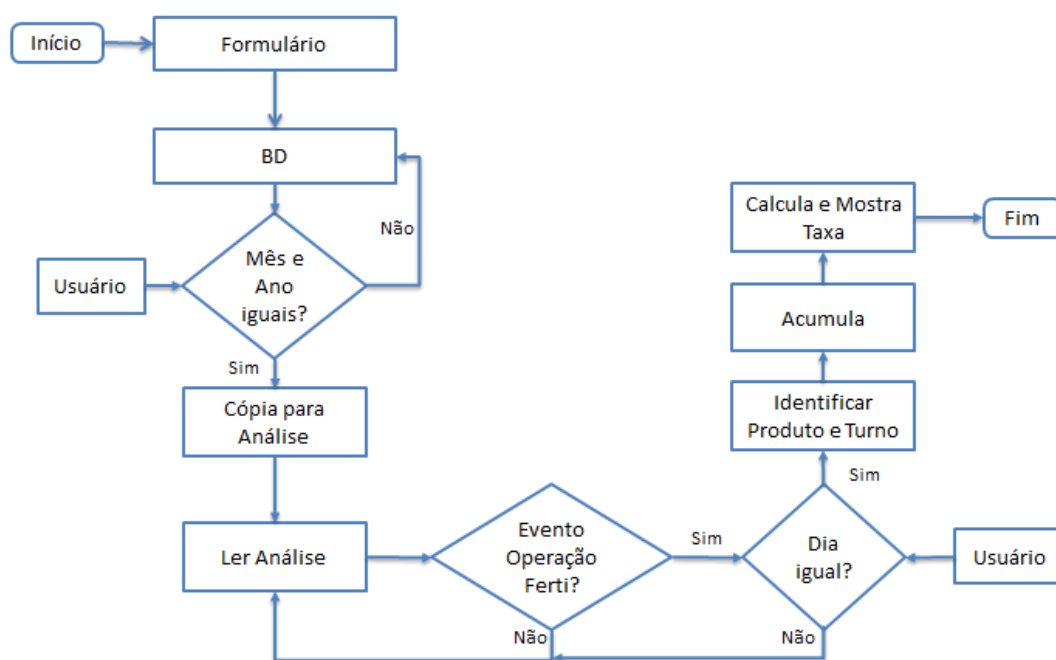 Início
Formulário
BD
Não
Mês e
Ano
iguais?
Usuário
Sim
Cópia para
Análise
Ler Análise
Evento
Operação
Ferti?
Sim
Não
Dia
igual?
Usuário
Não
Sim
Identificar
Produto e Turno
Acumula
Calcula e Mostra
Taxa
Fim